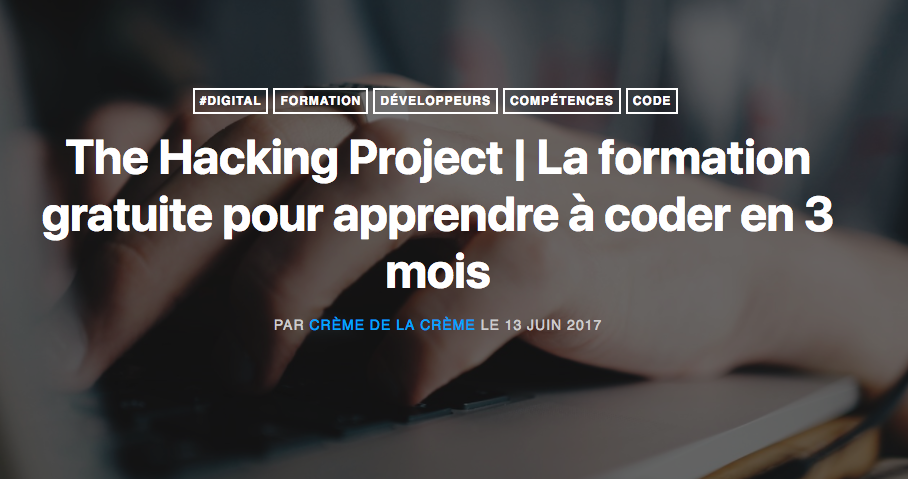 #DIGITAL FORMATION DÉVELOPPEURS COMPÉTENCES CODE
The Hacking Project | La formation
gratuite pour apprendre à coder en 3
mois
PAR CRÈME DE LA CRÈME LE 13 JUIN 2017